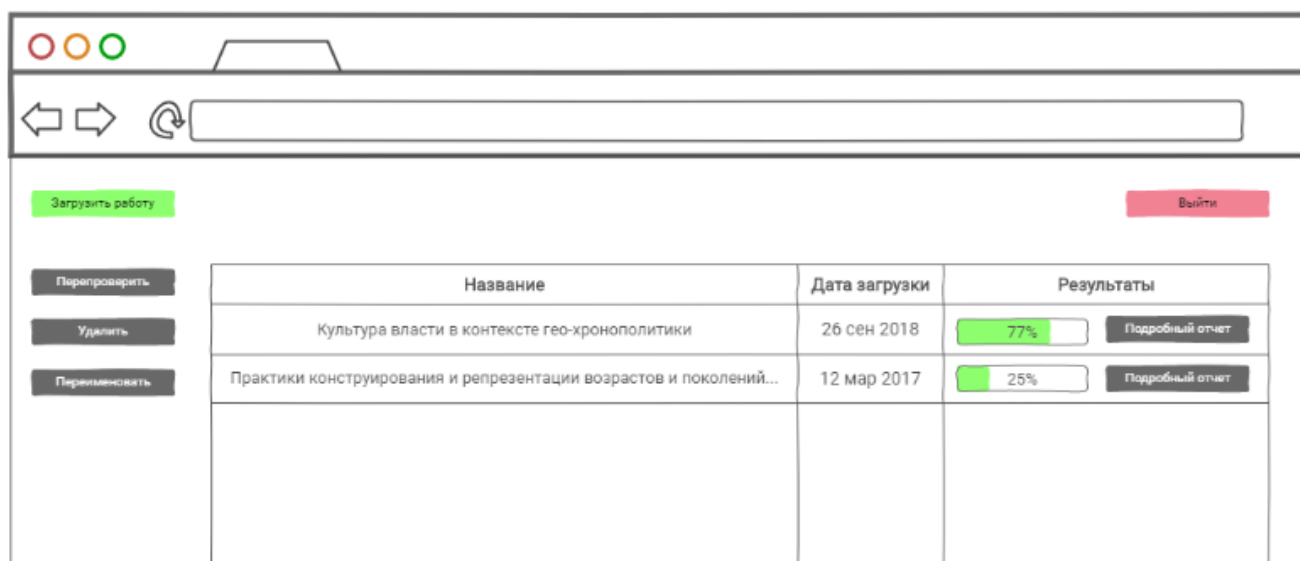 Загрузить работу
Выйти
Перепроверить
Удалить
Переименовать
Название Дата загрузки Результаты
Культура власти в контексте гео-хронополитики 26 сен 2018 77% Подробный отчет
Практики конструирования и репрезентации возрастов и поколений... 12 мар 2017 25% Подробный отчет